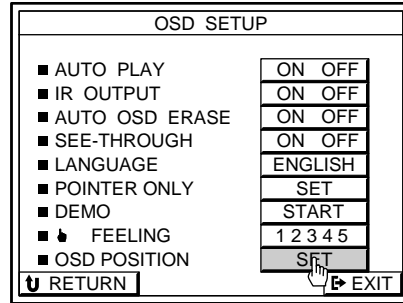 OSD SETUP
AUTO PLAY ON OFF
IR OUTPUT ON OFF
AUTO OSD ERASE ON OFF
SEE-THROUGH ON OFF
LANGUAGE ENGLISH
POINTER ONLY SET
DEMO START
FEELING 1 2 3 4 5
OSD POSITION SET
RETURN EXIT